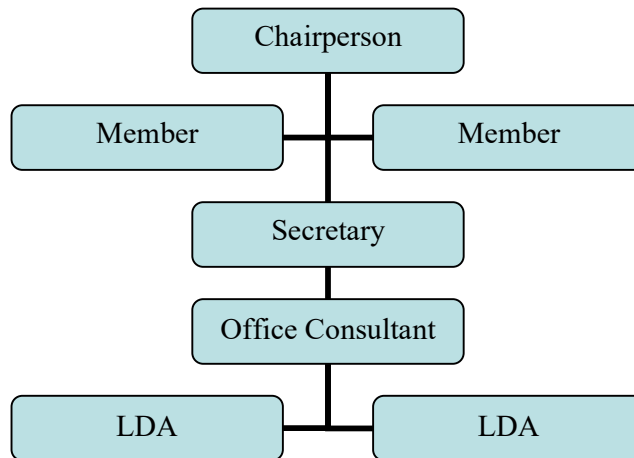 Chairperson
Member
Member
Secretary
Office Consultant
LDA
LDA